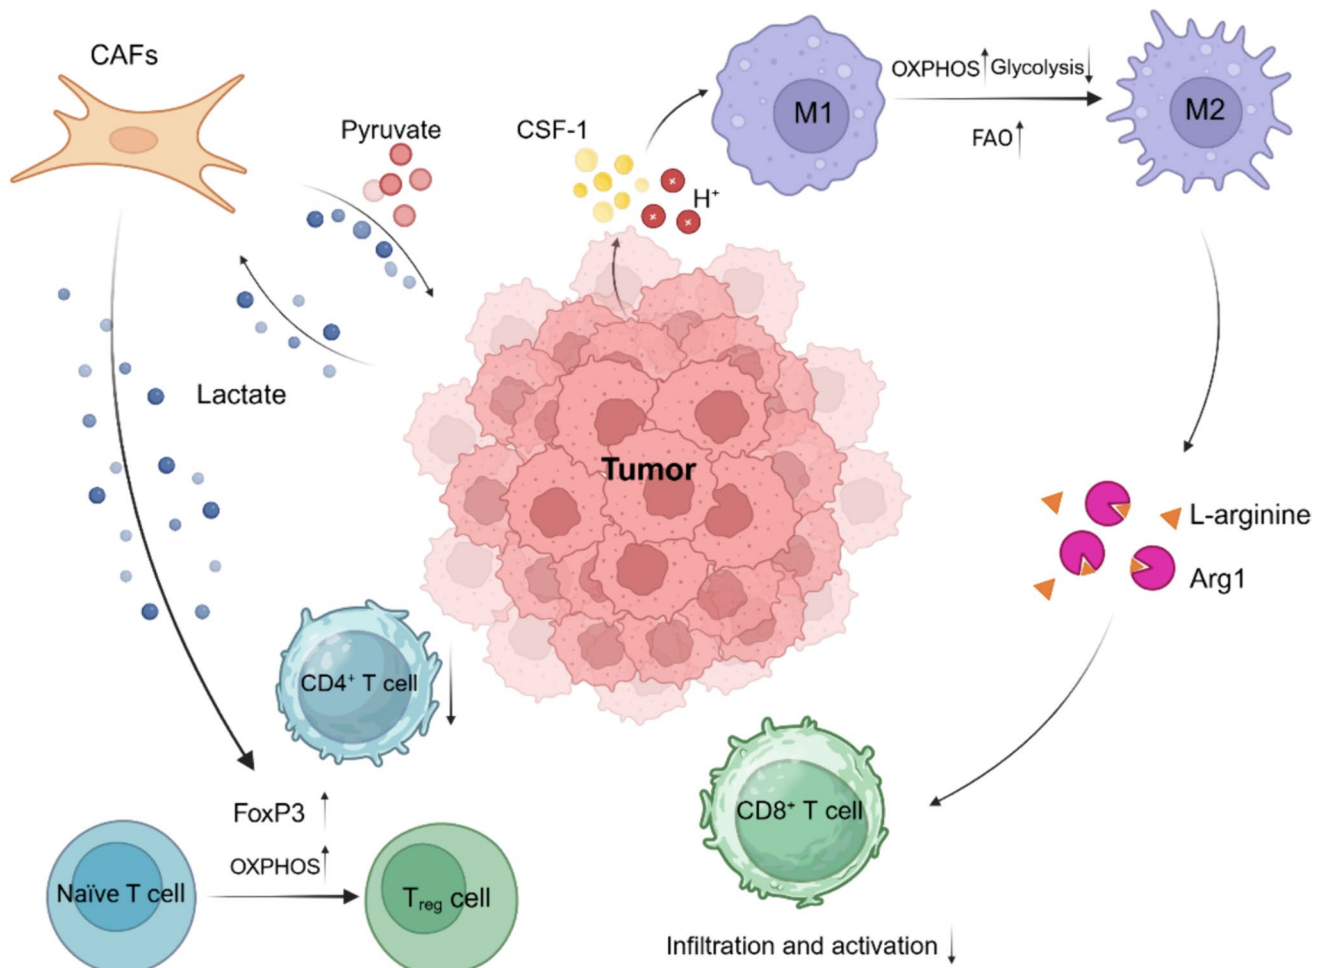 CAFs
Pyruvate
CSF-1
H⁺
M1
OXPHOS↑Glycolysis↓
FAO↑
M2
Lactate
Tumor
L-arginine
Arg1
CD4⁺ T cell
CD8⁺ T cell
FoxP3
OXPHOS
Naïve T cell
Treg cell
Infiltration and activation